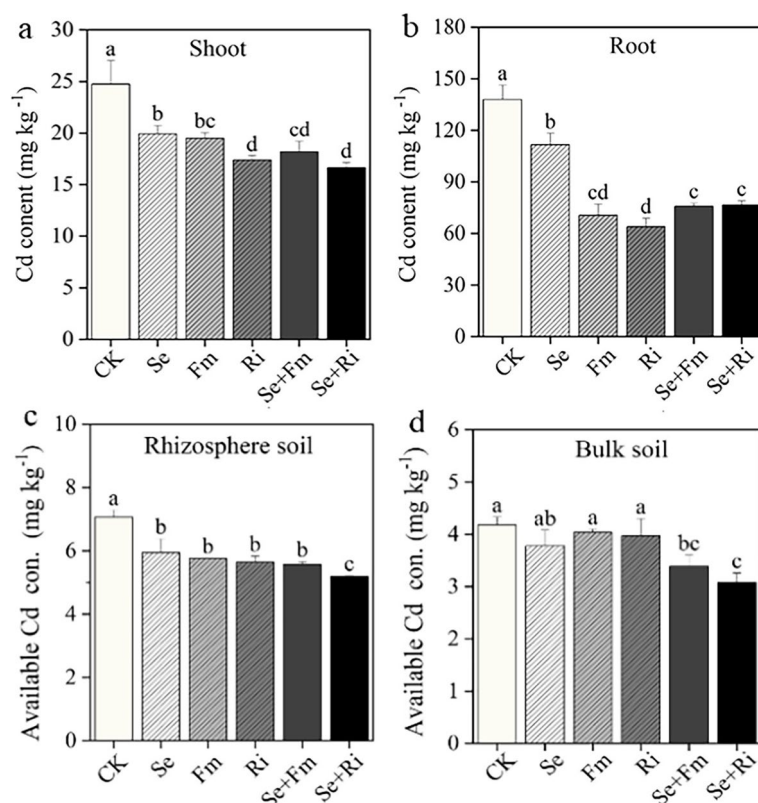 a
Shoot
Cd conent (mg kg⁻¹)
30
25
20
15
10
5
0
a
b
bc
d
cd
d
CK
Se
Fm
Ri
Se+Fm
Se+Ri
b
Root
Cd conent (mg kg⁻¹)
180
150
120
90
60
30
0
a
b
cd
d
c
c
CK
Se
Fm
Ri
Se+Fm
Se+Ri
c
Rhizosphere soil
Available Cd con. (mg kg⁻¹)
10
8
6
4
2
0
a
b
b
b
b
c
CK
Se
Fm
Ri
Se+Fm
Se+Ri
d
Bulk soil
Available Cd con. (mg kg⁻¹)
6
5
4
3
2
1
0
a
ab
a
a
bc
c
CK
Se
Fm
Ri
Se+Fm
Se+Ri